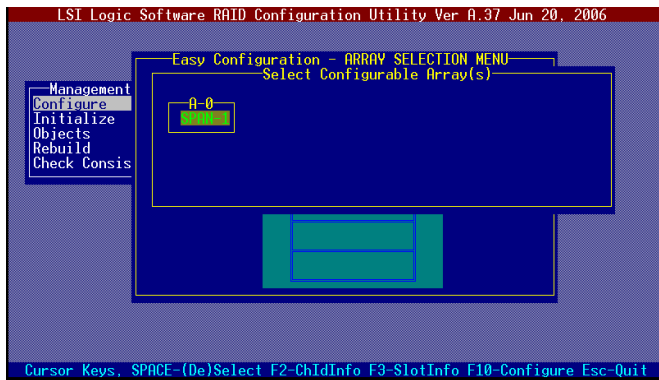 LSI Logic Software RAID Configuration Utility Ver A.37 Jun 20, 2006
Easy Configuration - ARRAY SELECTION MENU
Select Configurable Array(s)
Management
Configure
Initialize
Objects
Rebuild
Check Consis
A-0
SPAN-1
Cursor Keys, SPACE-(De)Select F2-ChIdInfo F3-SlotInfo F10-Configure Esc-Quit